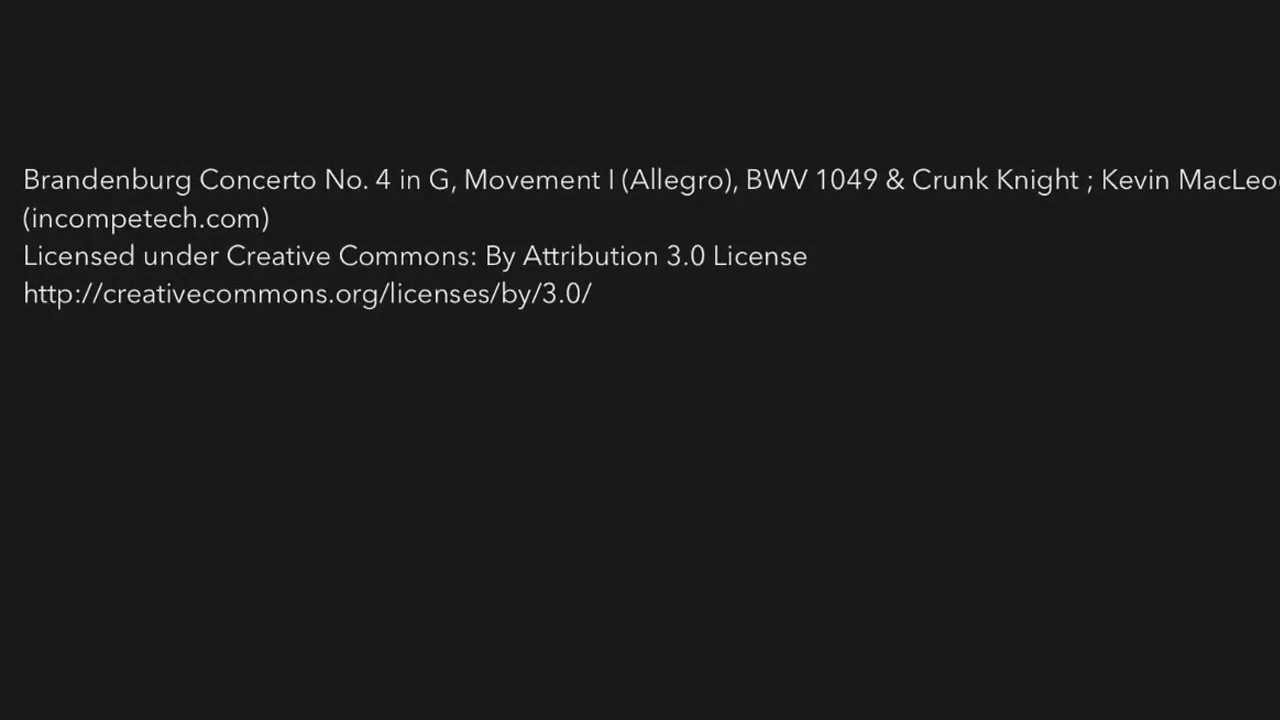 Brandenburg Concerto No. 4 in G, Movement I (Allegro), BWV 1049 & Crunk Knight ; Kevin MacLeo
(incompetech.com)
Licensed under Creative Commons: By Attribution 3.0 License
http://creativecommons.org/licenses/by/3.0/